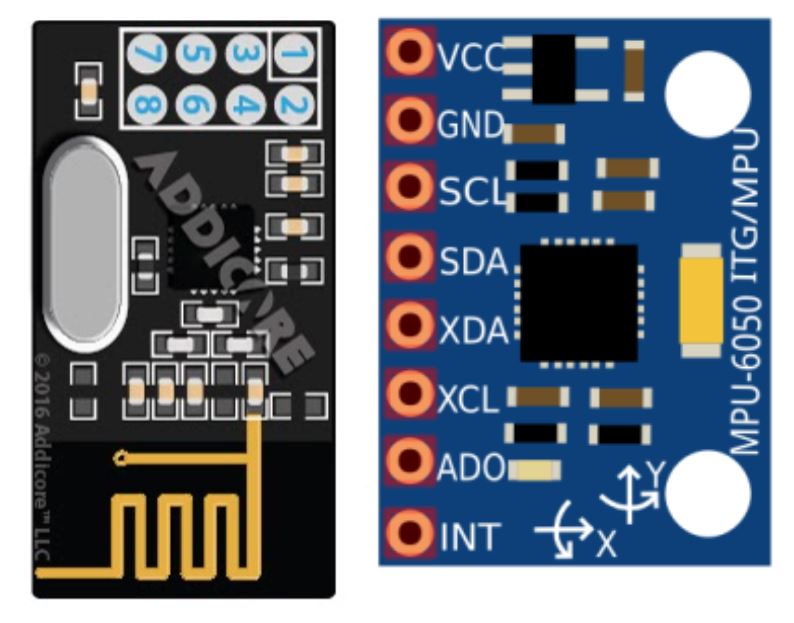 7 5 3 1
8 6 4 2
ADDICORE
© 2016 Addicore™ LLC
VCC
GND
SCL
SDA
XDA
XCL
ADO
INT
MPU-6050 ITG/MPU
Y
X